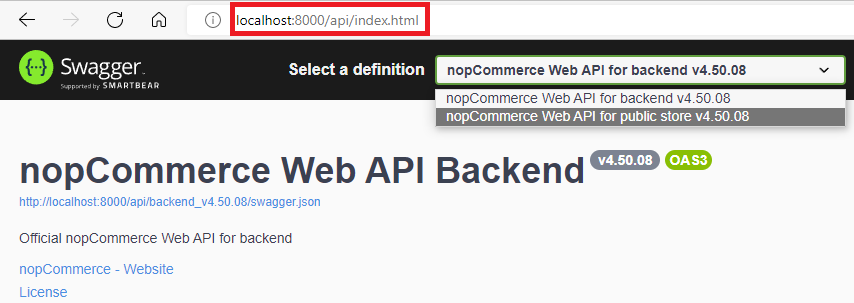 localhost:8000/api/index.html
Swagger
Supported by SMARTBEAR
Select a definition
nopCommerce Web API for backend v4.50.08
nopCommerce Web API for backend v4.50.08
nopCommerce Web API for public store v4.50.08
nopCommerce Web API Backend v4.50.08 OAS3
http://localhost:8000/api/backend_v4.50.08/swagger.json
Official nopCommerce Web API for backend
nopCommerce - Website
License